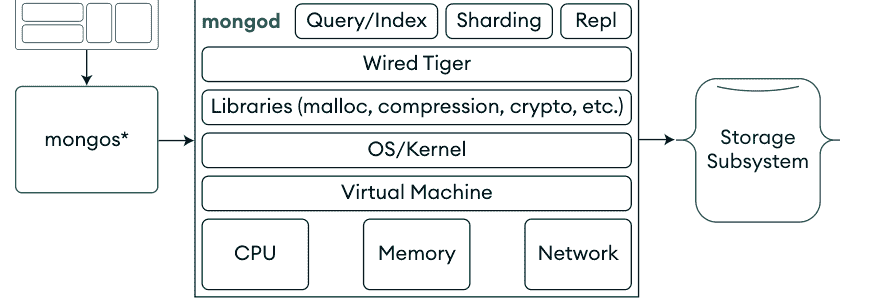 mongod
Query/Index
Sharding
Repl
Wired Tiger
Libraries (malloc, compression, crypto, etc.)
mongos*
OS/Kernel
Storage
Subsystem
Virtual Machine
CPU
Memory
Network